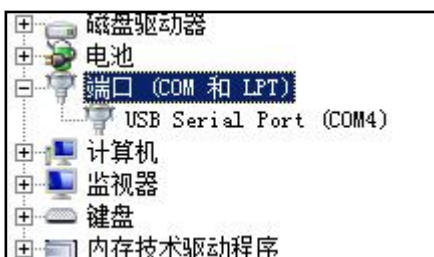 磁盘驱动器
电池
端口 (COM 和 LPT)
USB Serial Port (COM4)
计算机
监视器
键盘
内存技术驱动程序